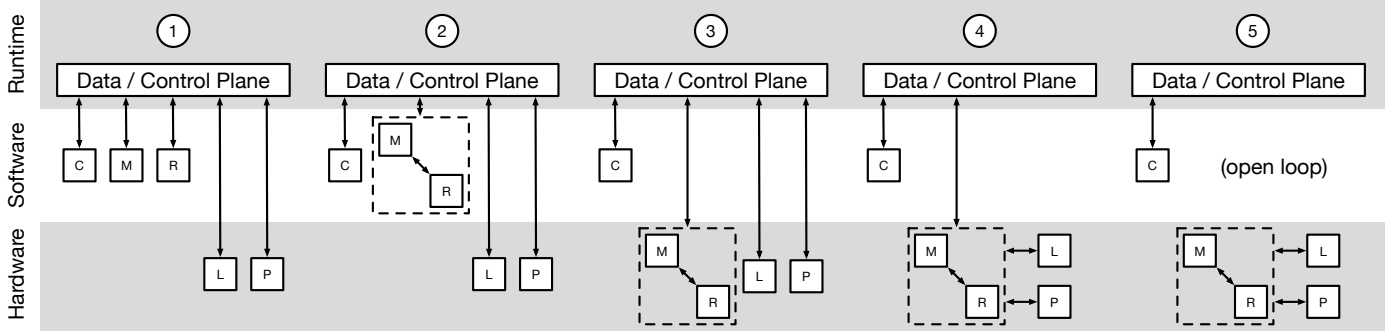 Runtime
1
2
3
4
5
Data / Control Plane
Data / Control Plane
Data / Control Plane
Data / Control Plane
Data / Control Plane
Software
C
M
R
C
M
R
C
C
C
(open loop)
Hardware
L
P
L
P
M
R
L
P
M
R
L
P
M
R
L
P